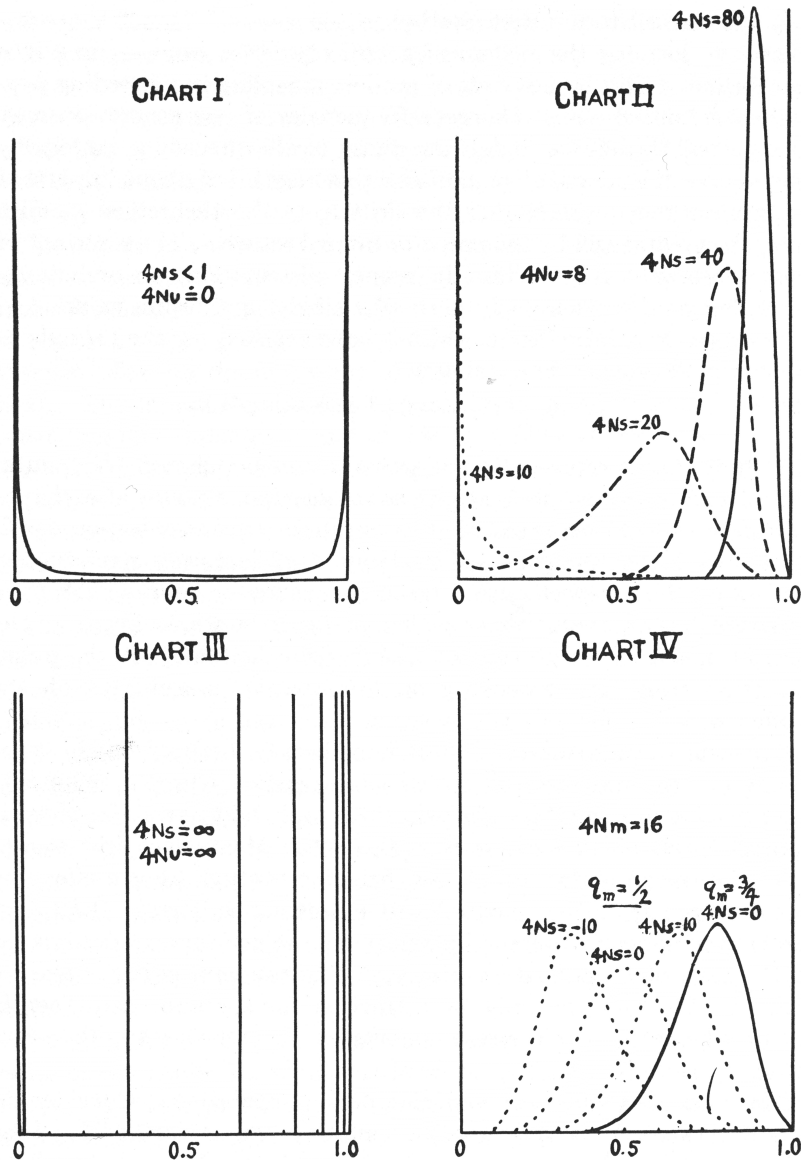 CHART I
4Ns<1
4Nu≐0
0 0.5 1.0
CHART II
4Ns=80
4Nu=8
4Ns=40
4Ns=20
4Ns=10
0 0.5 1.0
CHART III
4Ns≐∞
4Nu≐∞
0 0.5 1.0
CHART IV
4Nm=16
qm=1/2
qm=3/4
4Ns=0
4Ns=-10
4Ns=10
4Ns=0
0 0.5 1.0